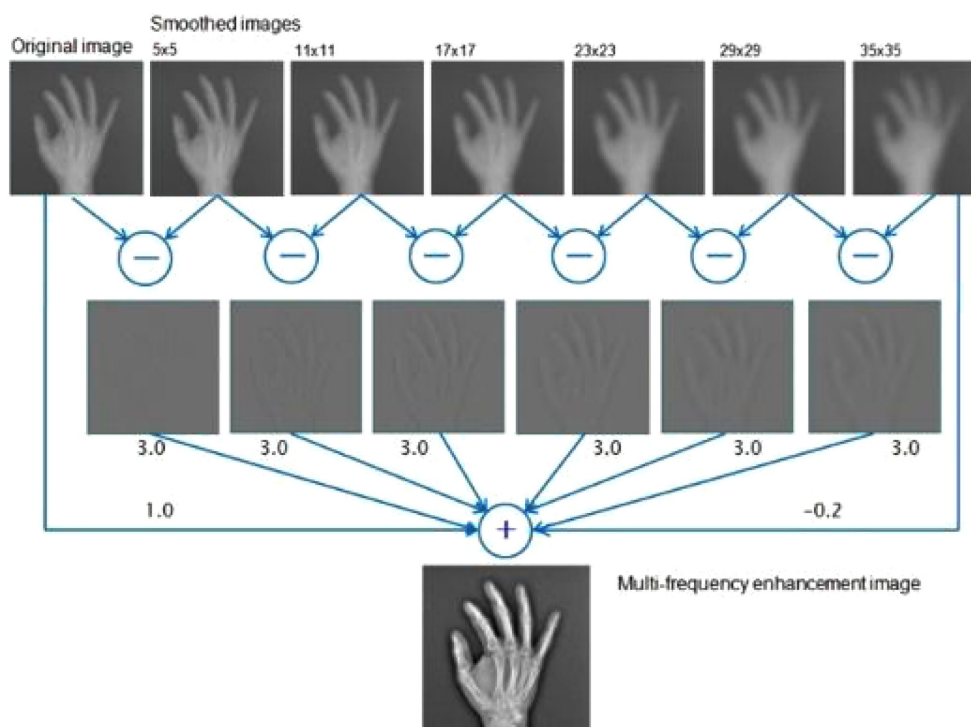 Smoothed images
Original image
5x5 11x11 17x17 23x23 29x29 35x35
− − − − − −
3.0 3.0 3.0 3.0 3.0 3.0
1.0 -0.2
+
Multi-frequency enhancement image